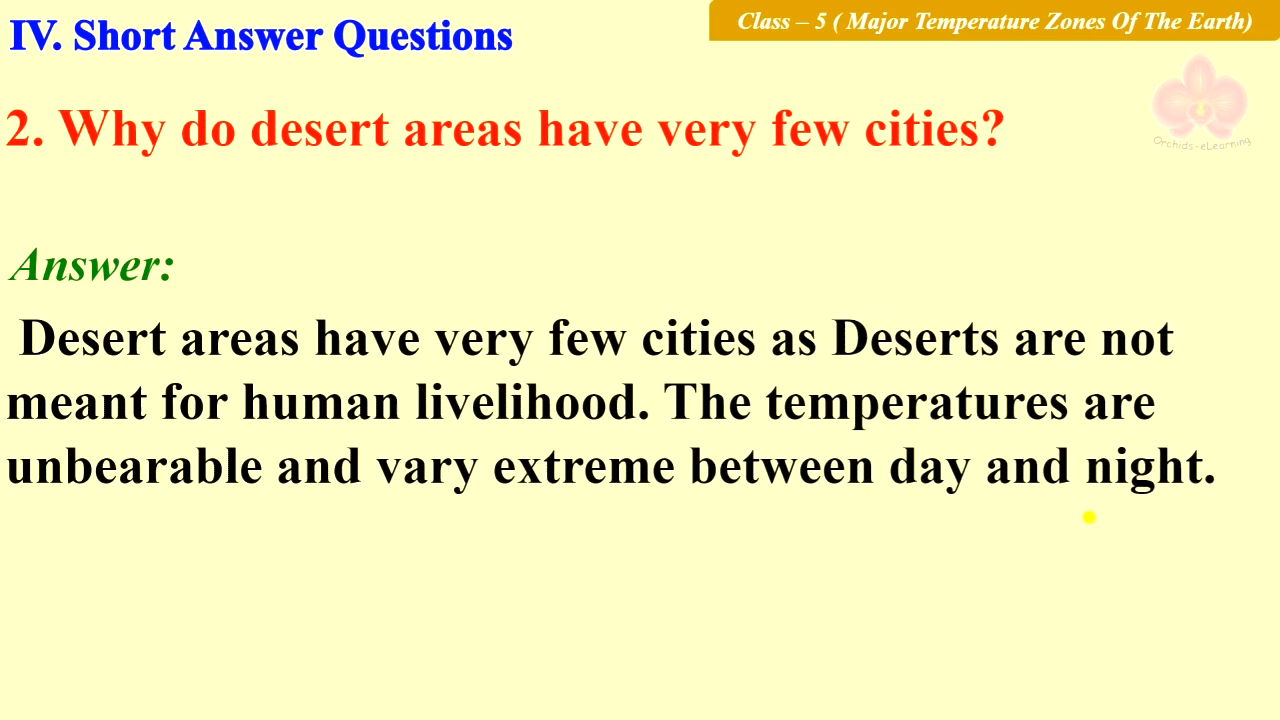 IV. Short Answer Questions
Class – 5 ( Major Temperature Zones Of The Earth)
2. Why do desert areas have very few cities?
Orchids-eLearning
Answer:
Desert areas have very few cities as Deserts are not
meant for human livelihood. The temperatures are
unbearable and vary extreme between day and night.